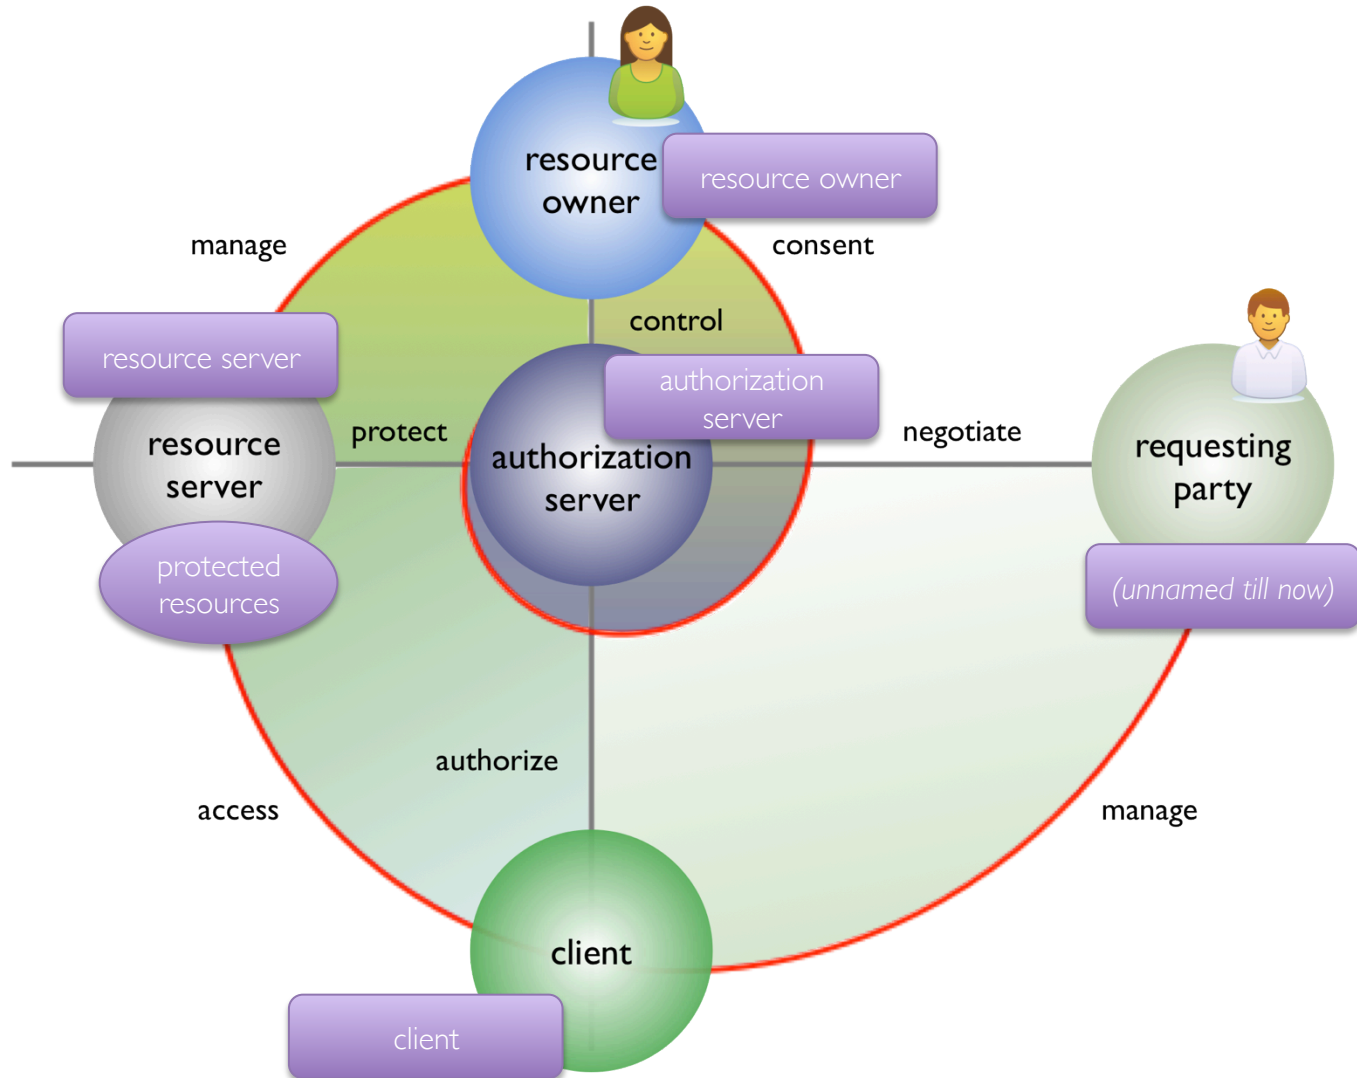 resource
owner
resource owner
manage
consent
control
resource server
authorization
server
protect
negotiate
resource
server
authorization
server
requesting
party
protected
resources
(unnamed till now)
authorize
access
manage
client
client